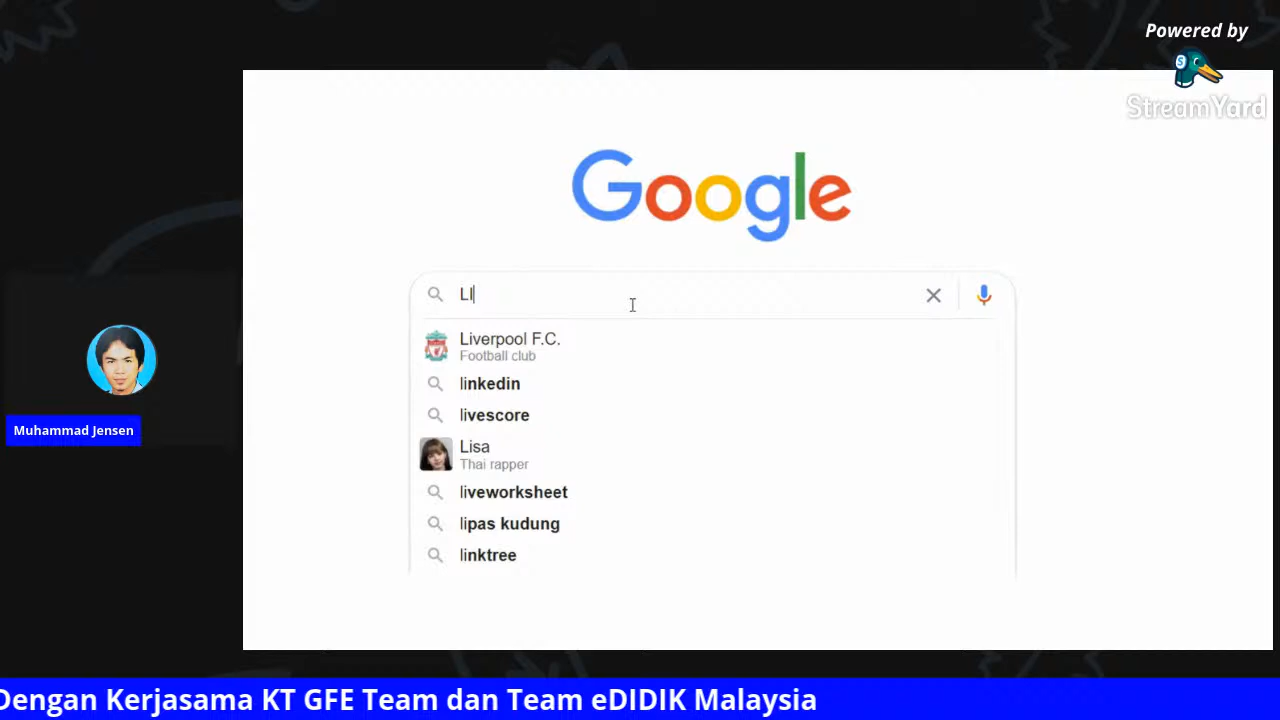 Powered by
StreamYard
Google
LI
Liverpool F.C.
Football club
linkedin
livescore
Lisa
Thai rapper
liveworksheet
lipas kudung
linktree
Muhammad Jensen
Dengan Kerjasama KT GFE Team dan Team eDIDIK Malaysia